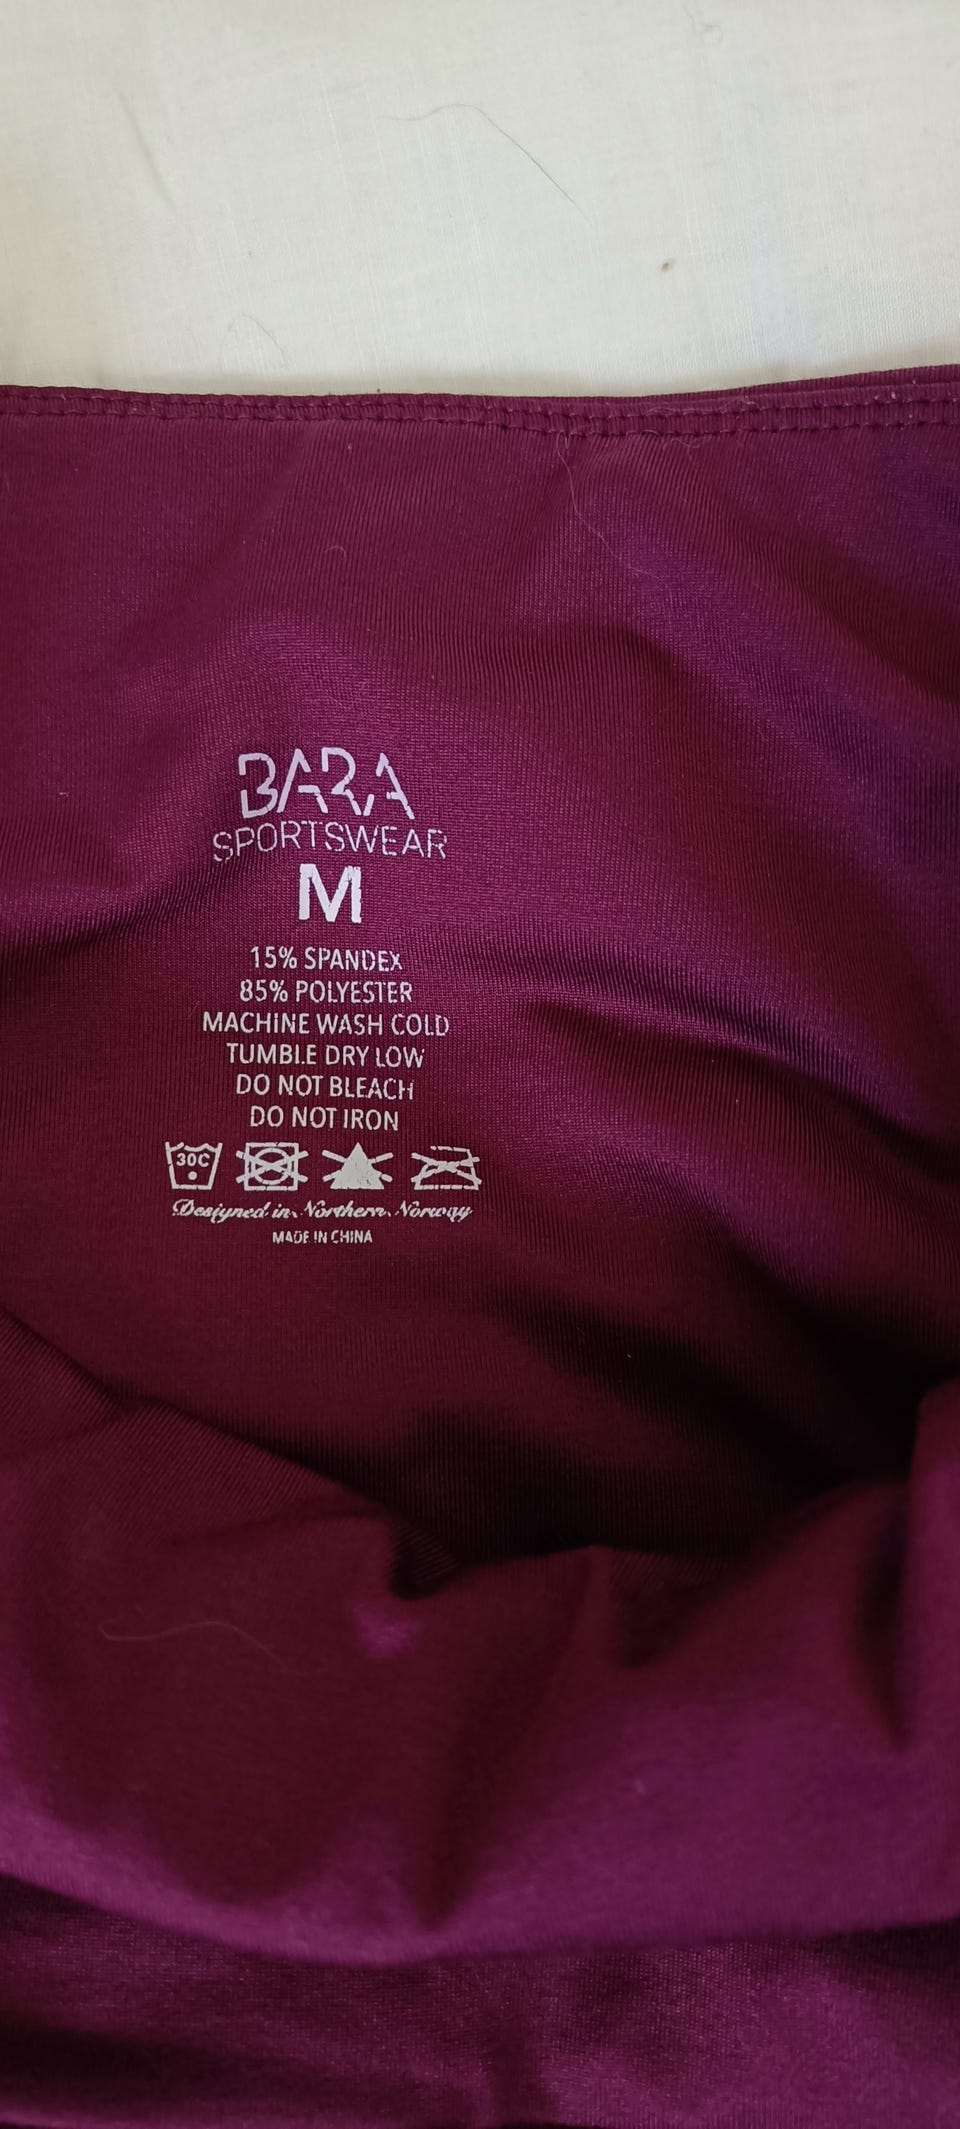 BARA
SPORTSWEAR
M
15% SPANDEX
85% POLYESTER
MACHINE WASH COLD
TUMBLE DRY LOW
DO NOT BLEACH
DO NOT IRON
30C
Designed in Northern Norway
MADE IN CHINA